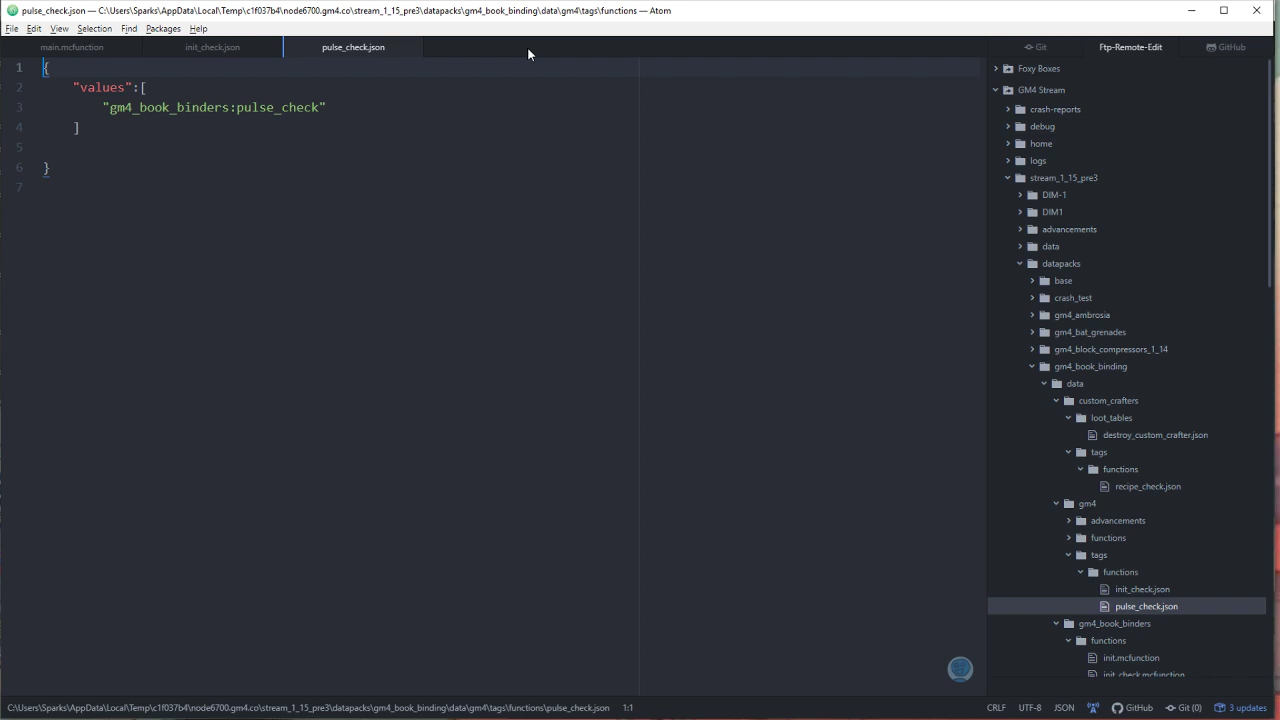 pulse_check.json — C:\Users\Sparks\AppData\Local\Temp\c1f037b4\node6700.gm4.co\stream_1_15_pre3\datapacks\gm4_book_binding\data\gm4\tags\functions — Atom
File Edit View Selection Find Packages Help
main.mcfunction init_check.json pulse_check.json
Git Ftp-Remote-Edit GitHub
1 {
2 "values":[
3 "gm4_book_binders:pulse_check"
4 ]
5
6 }
7
Foxy Boxes
GM4 Stream
crash-reports
debug
home
logs
stream_1_15_pre3
DIM-1
DIM1
advancements
data
datapacks
base
crash_test
gm4_ambrosia
gm4_bat_grenades
gm4_block_compressors_1_14
gm4_book_binding
data
custom_crafters
loot_tables
destroy_custom_crafter.json
tags
functions
recipe_check.json
gm4
advancements
functions
tags
functions
init_check.json
pulse_check.json
gm4_book_binders
functions
init.mcfunction
init_check.mcfunction
C:\Users\Sparks\AppData\Local\Temp\c1f037b4\node6700.gm4.co\stream_1_15_pre3\datapacks\gm4_book_binding\data\gm4\tags\functions\pulse_check.json 1:1 CRLF UTF-8 JSON GitHub Git (0) 3 updates